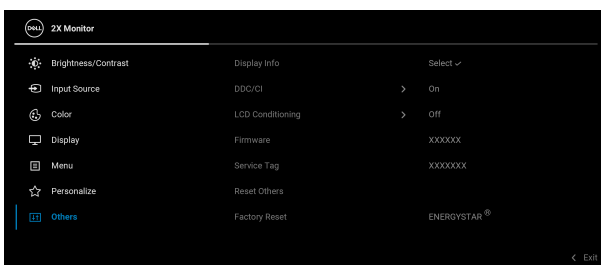 DELL 2X Monitor
Brightness/Contrast Display Info Select
Input Source DDC/CI > On
Color LCD Conditioning > Off
Display Firmware XXXXXX
Menu Service Tag XXXXXXX
Personalize Reset Others
Others Factory Reset ENERGYSTAR ®
< Exit